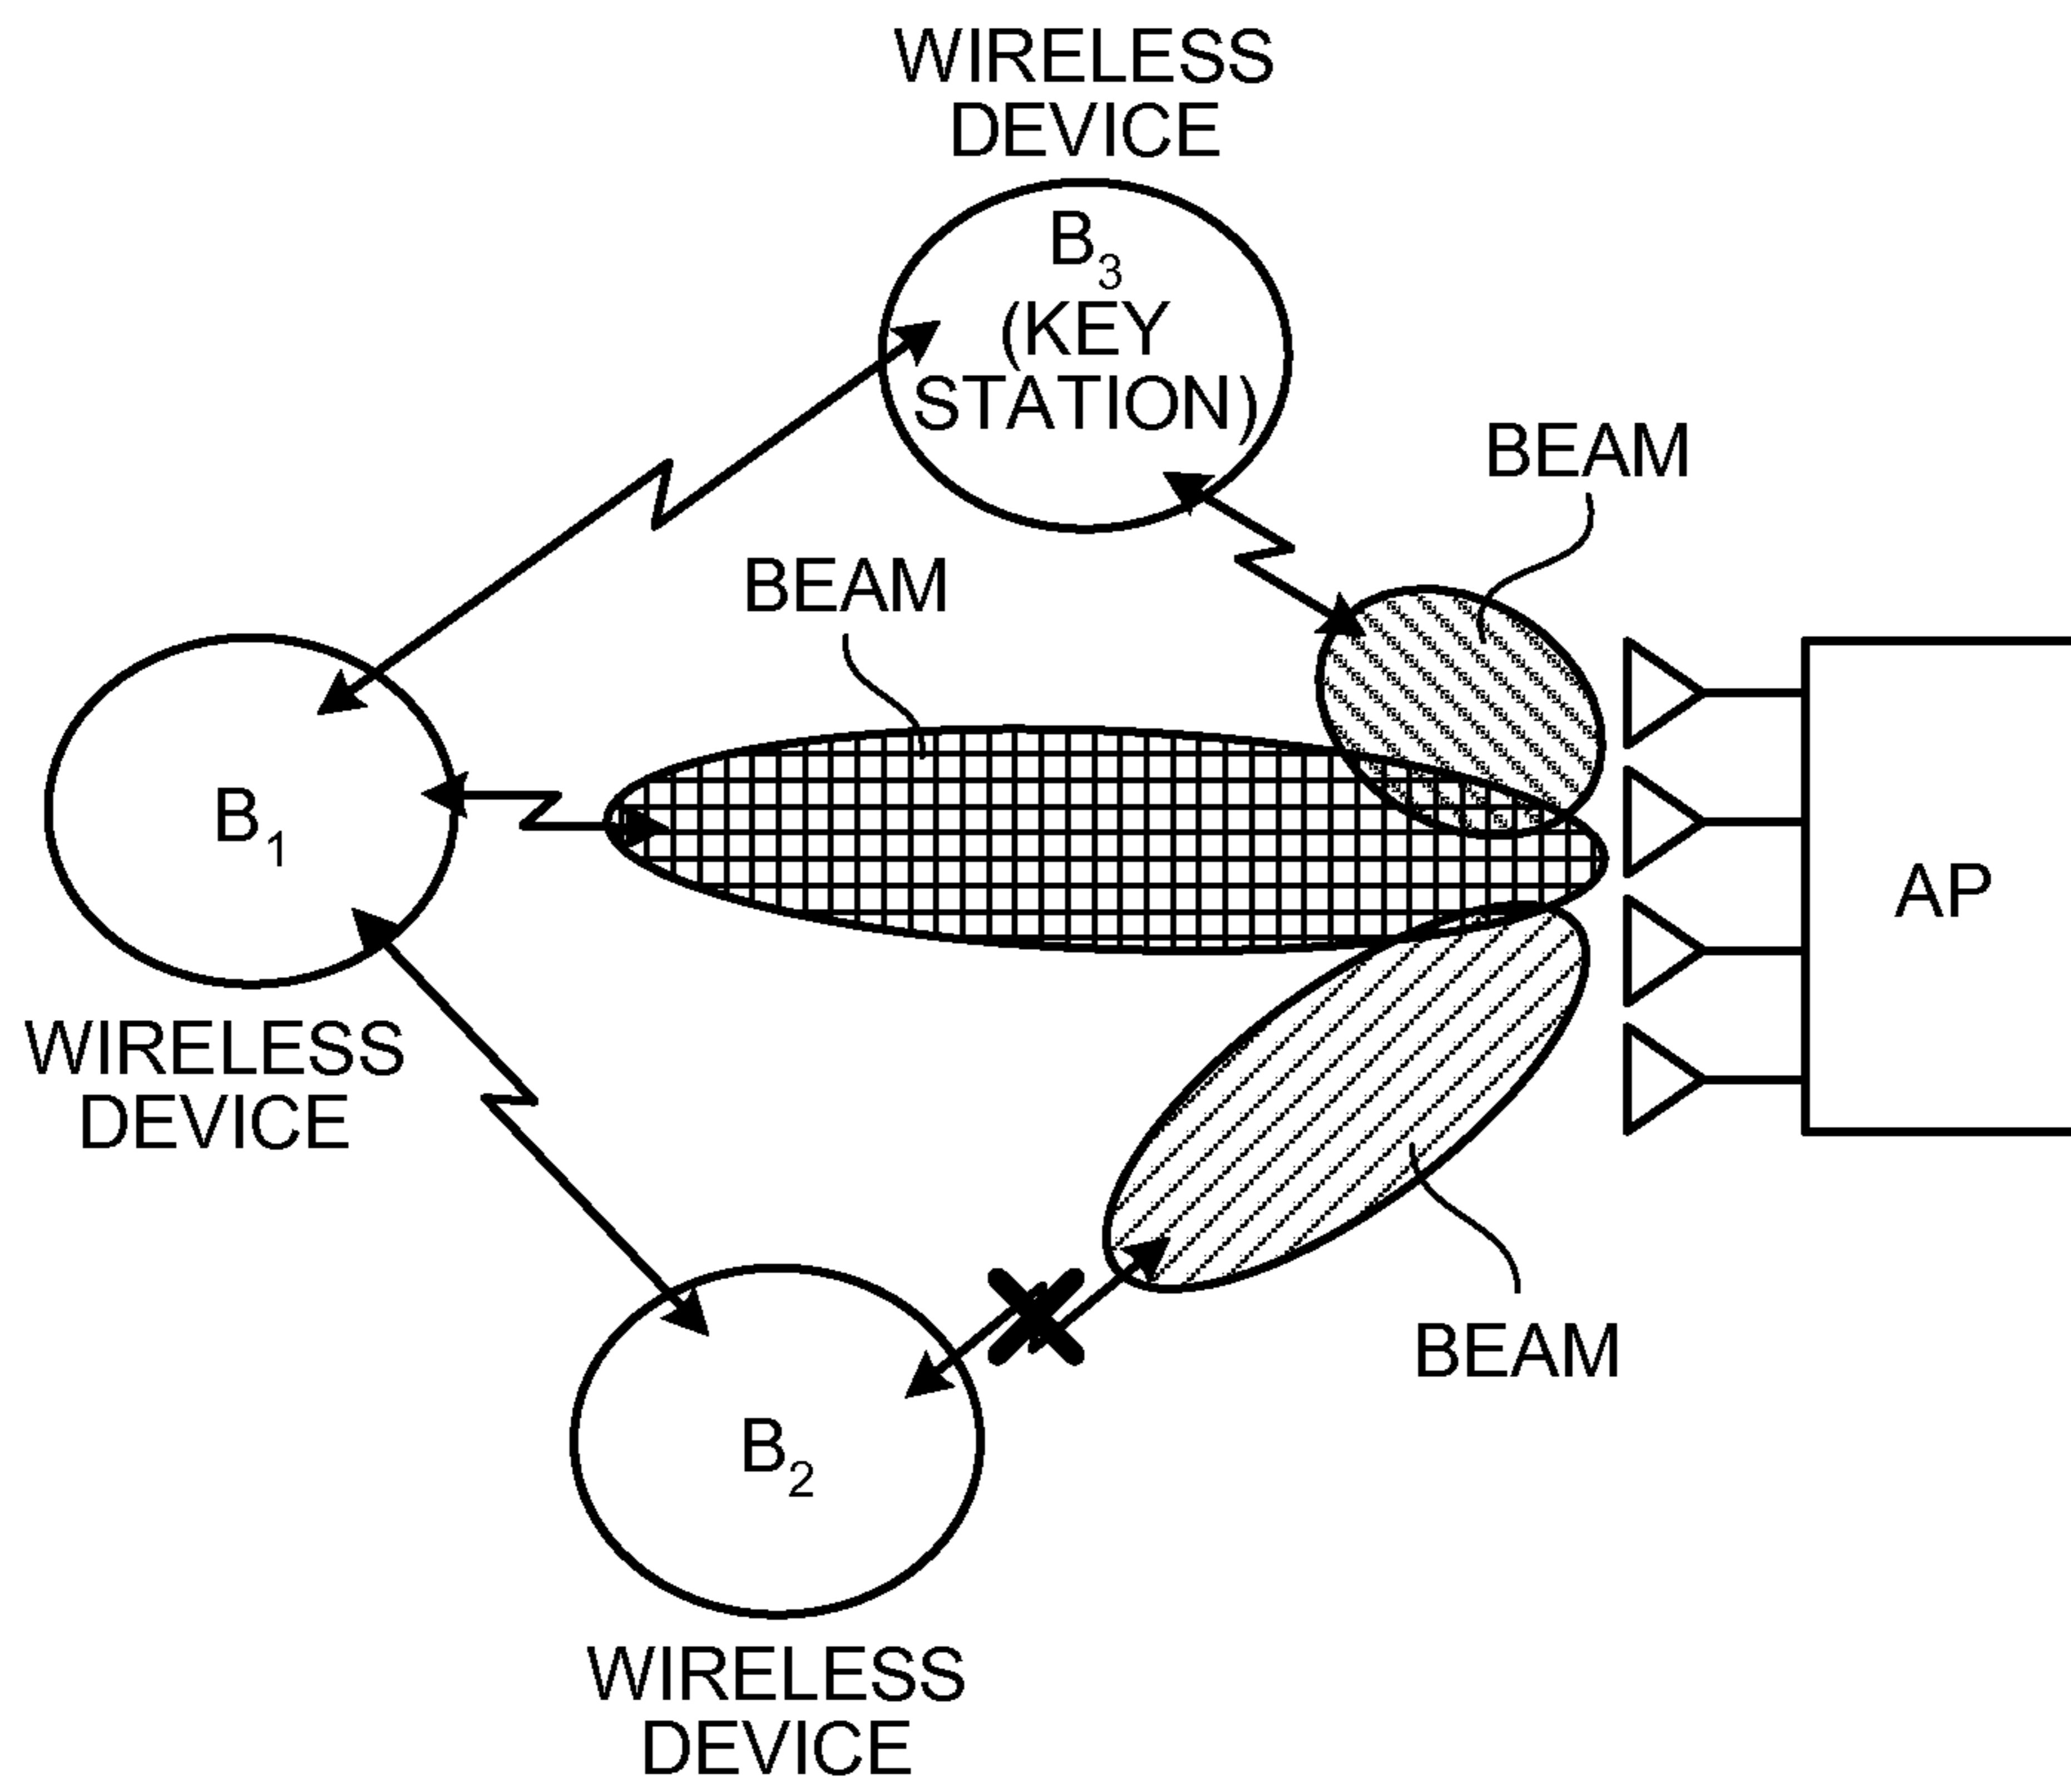 WIRELESS
DEVICE
B3
(KEY
STATION)
BEAM
BEAM
B1
AP
WIRELESS
DEVICE
BEAM
B2
WIRELESS
DEVICE